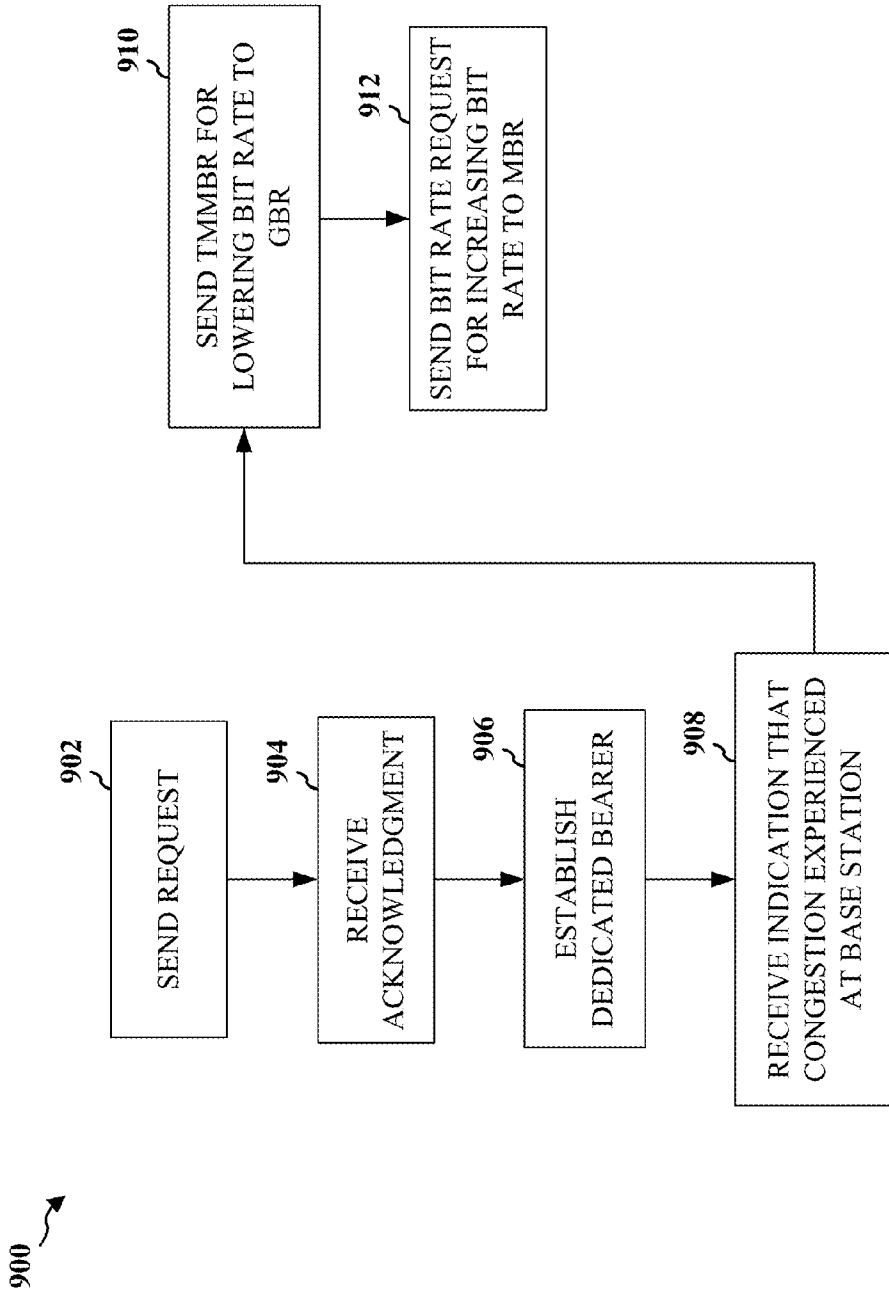 900
902
SEND REQUEST
904
RECEIVE
ACKNOWLEDGMENT
906
ESTABLISH
DEDICATED BEARER
908
RECEIVE INDICATION THAT
CONGESTION EXPERIENCED
AT BASE STATION
910
SEND TMMBR FOR
LOWERING BIT RATE TO
GBR
912
SEND BIT RATE REQUEST
FOR INCREASING BIT
RATE TO MBR